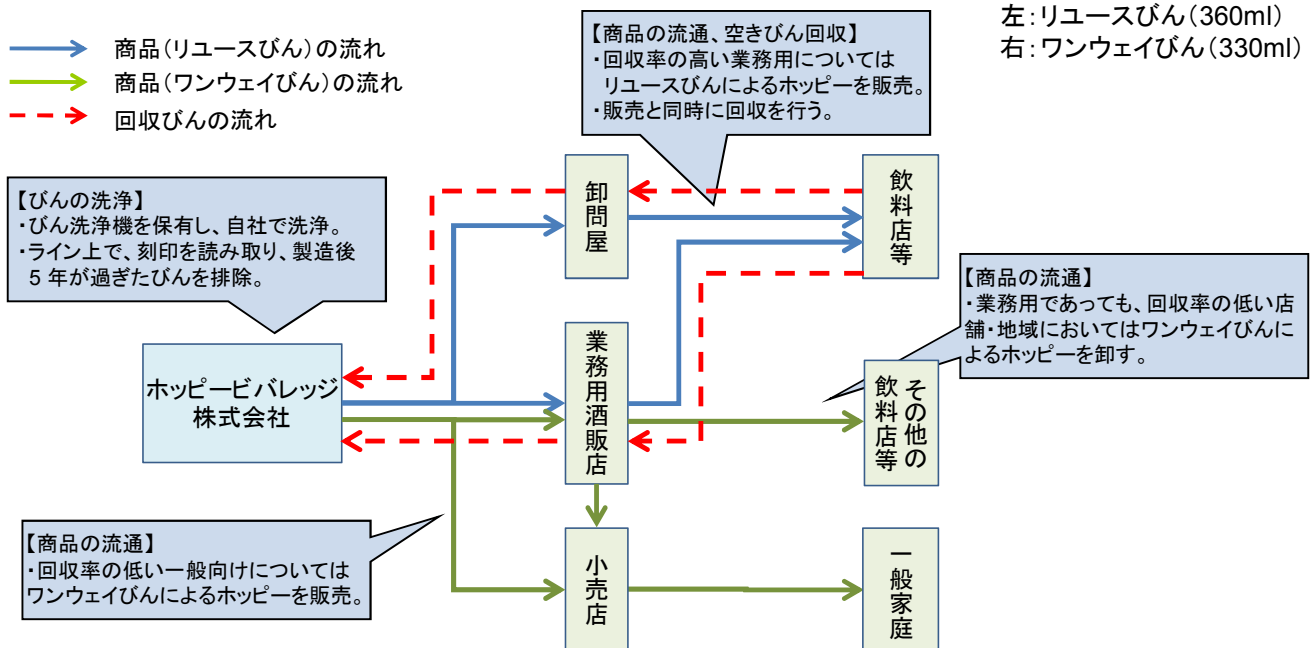 左：リユースびん（360ml）
右：ワンウェイびん（330ml）
商品（リユースびん）の流れ
商品（ワンウェイびん）の流れ
回収びんの流れ
【商品の流通、空きびん回収】
・回収率の高い業務用については
リユースびんによるホッピーを販売。
・販売と同時に回収を行う。
【びんの洗浄】
・びん洗浄機を保有し、自社で洗浄。
・ライン上で、刻印を読み取り、製造後
5 年が過ぎたびんを排除。
卸問屋
飲料店等
【商品の流通】
・業務用であっても、回収率の低い店
舗・地域においてはワンウェイびんに
よるホッピーを卸す。
ホッピービバレッジ
株式会社
業務用酒販店
その他の
飲料店等
【商品の流通】
・回収率の低い一般向けについては
ワンウェイびんによるホッピーを販売。
小売店
一般家庭